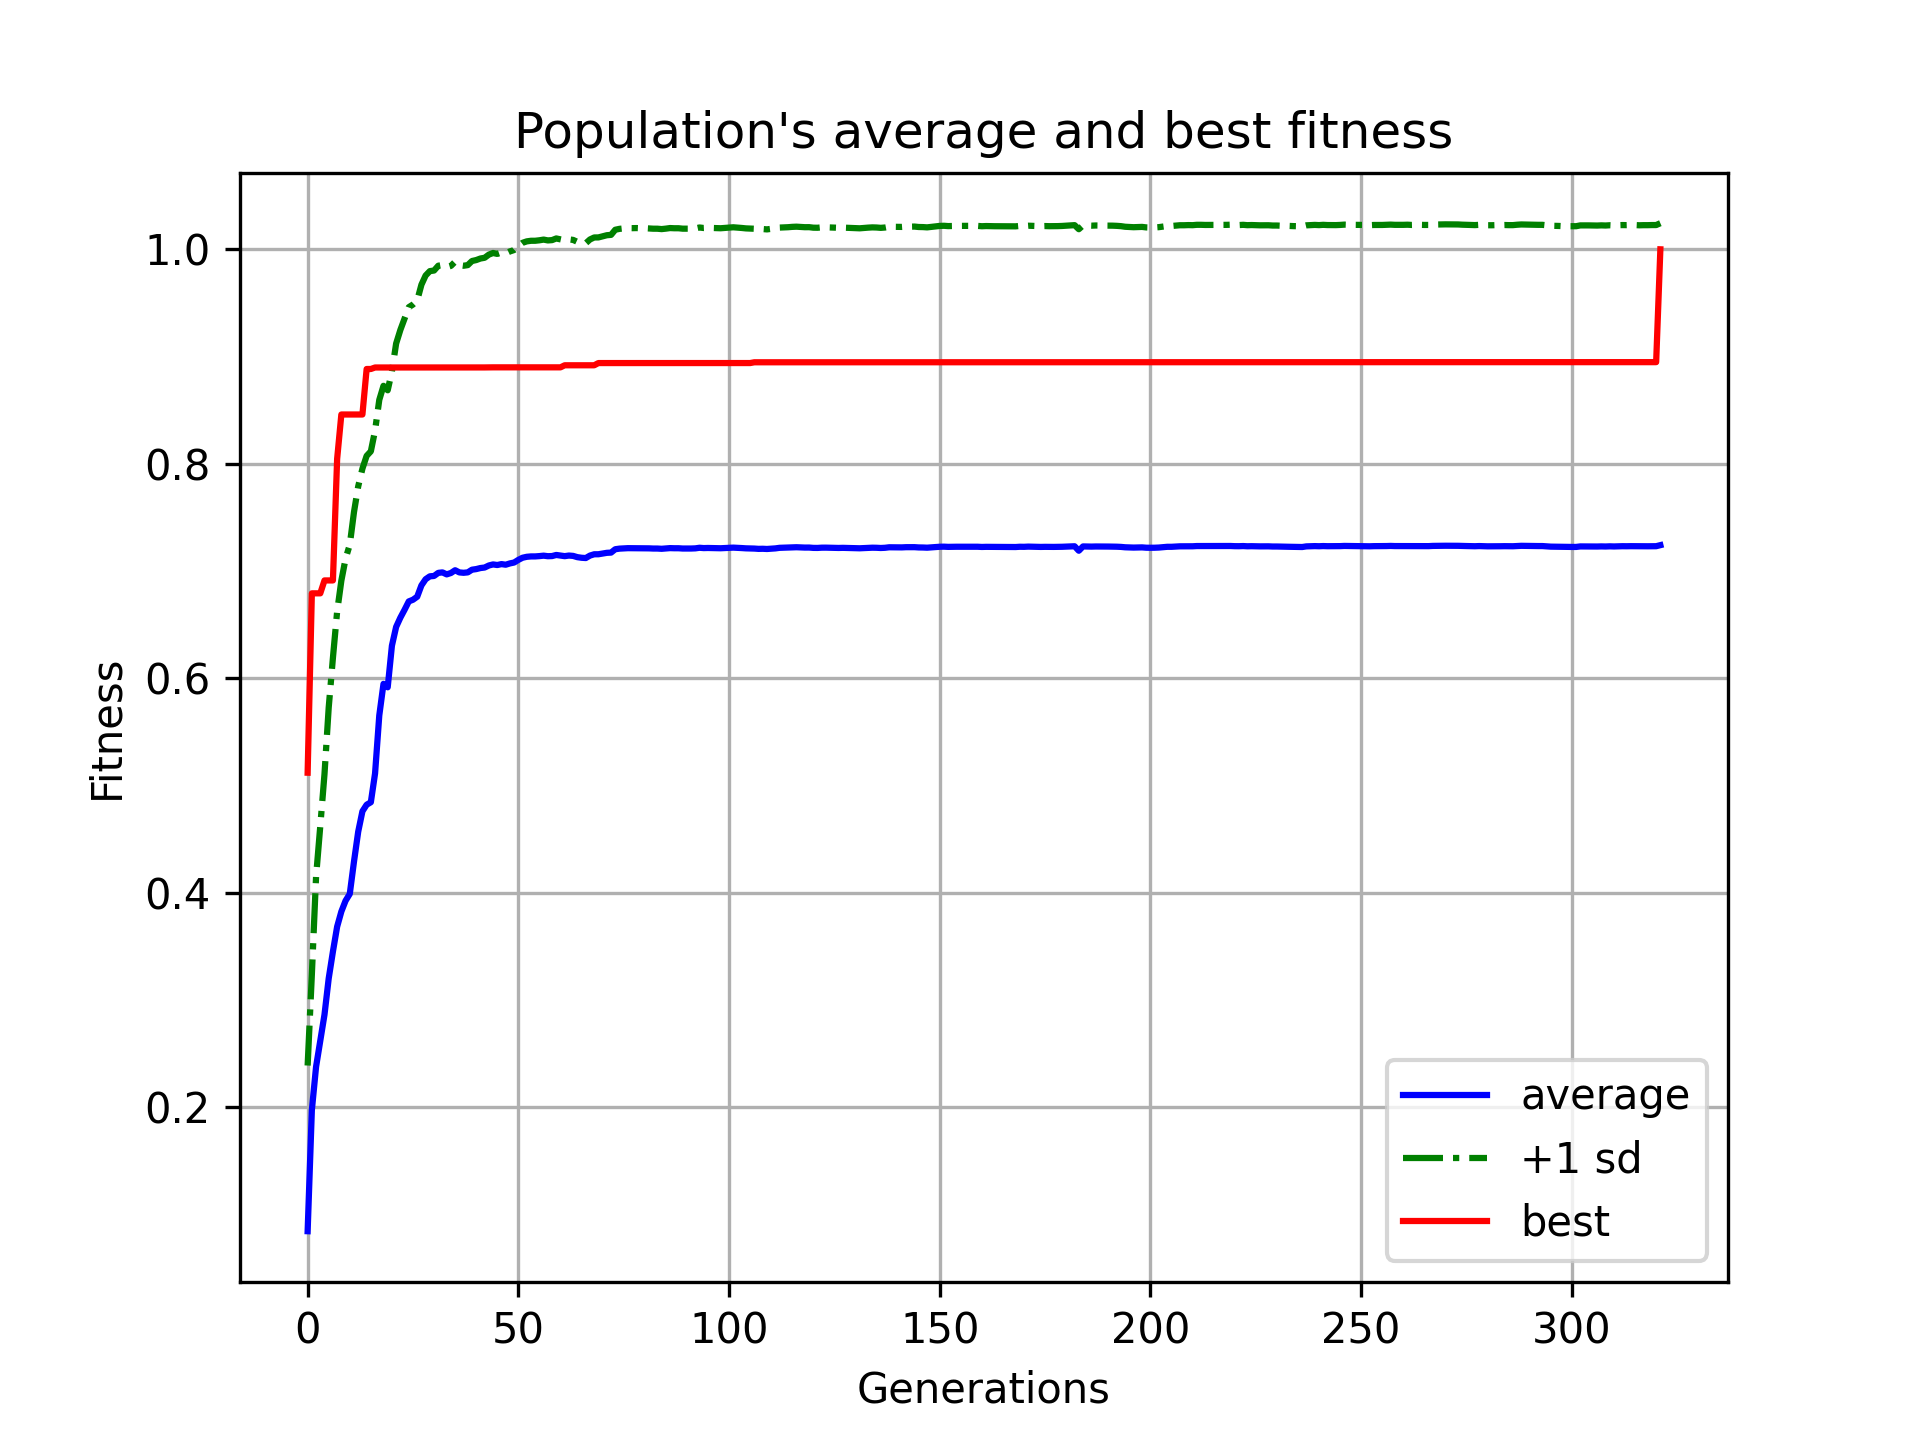 Population's average and best fitness
1.0
0.8
0.6
0.4
0.2
Fitness
0 50 100 150 200 250 300
Generations
average
+1 sd
best